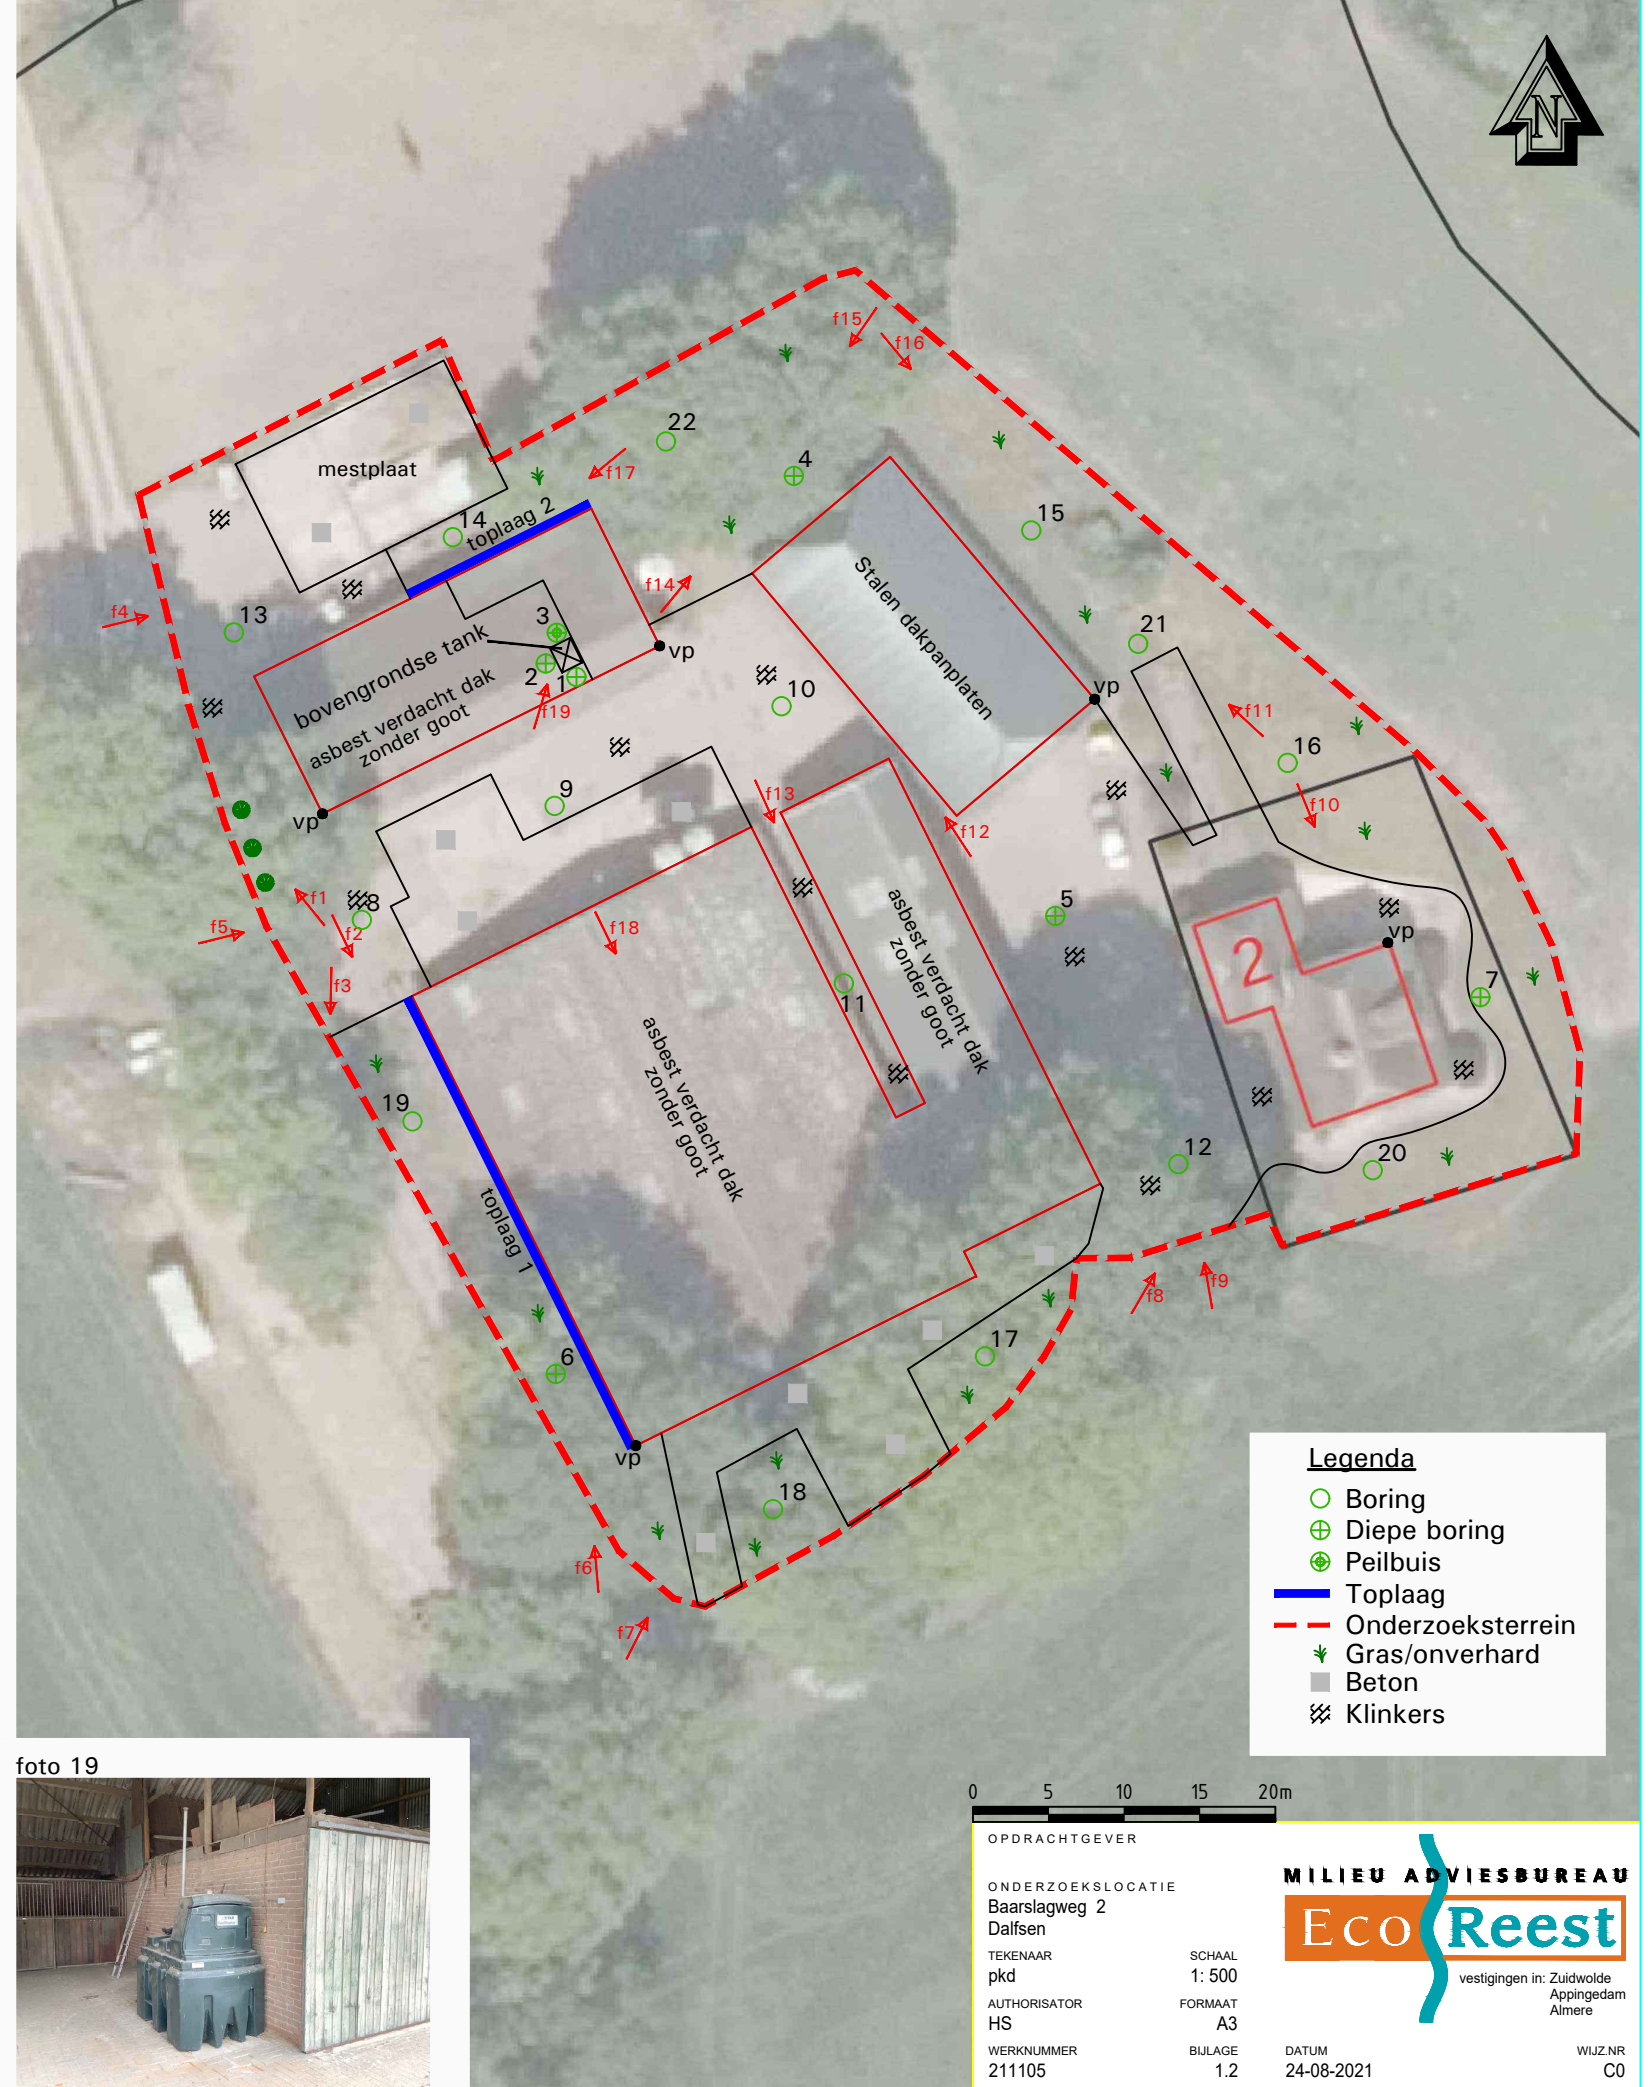 N
f15
f16
22
4
f17
mestplaat
14
toplaag 2
15
Stalen dakpanplaten
f14
f4
13
3
vp
21
bovengrondse tank
2
1
asbest verdacht dak
zonder goot
f19
10
vp
f11
16
9
f13
f10
vp
f12
f1
8
f2
f5
f18
asbest verdacht dak
zonder goot
5
2
vp
7
f3
11
asbest verdacht dak
zonder goot
19
12
20
toplaag 1
f8
f9
17
6
vp
18
f6
f7
Legenda
Boring
Diepe boring
Peilbuis
Toplaag
Onderzoeksterrein
Gras/onverhard
Beton
Klinkers
foto 19
0 5 10 15 20m
OPDRACHTGEVER
ONDERZOEKSLOCATIE
Baarslagweg 2
Dalfsen
TEKENAAR SCHAAL
pkd 1: 500
AUTHORISATOR FORMAAT
HS A3
WERKNUMMER BIJLAGE DATUM WIJZ.NR
211105 1.2 24-08-2021 C0
MILIEU ADVIESBUREAU
Eco Reest
vestigingen in: Zuidwolde
Appingedam
Almere